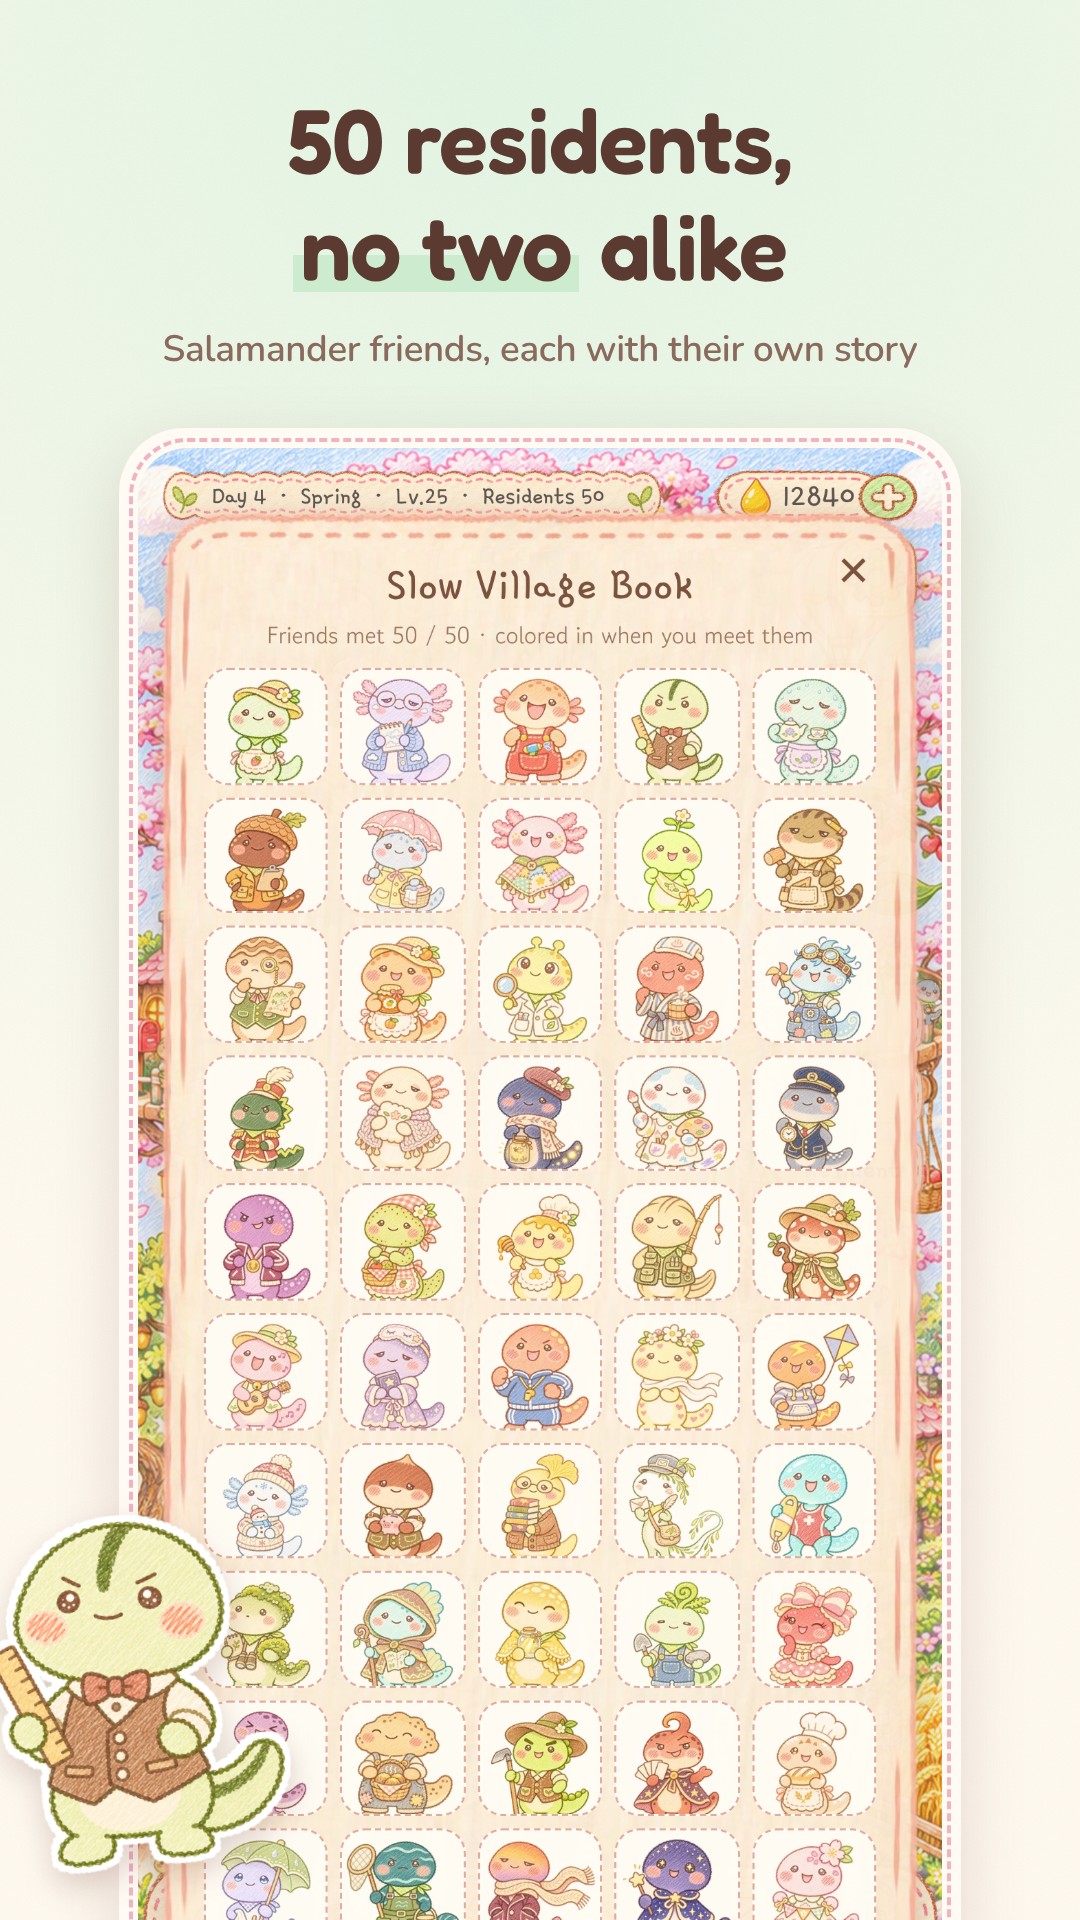 50 residents,
no two alike
Salamander friends, each with their own story
Day 4 · Spring · Lv.25 · Residents 50
12840
Slow Village Book
Friends met 50 / 50 · colored in when you meet them